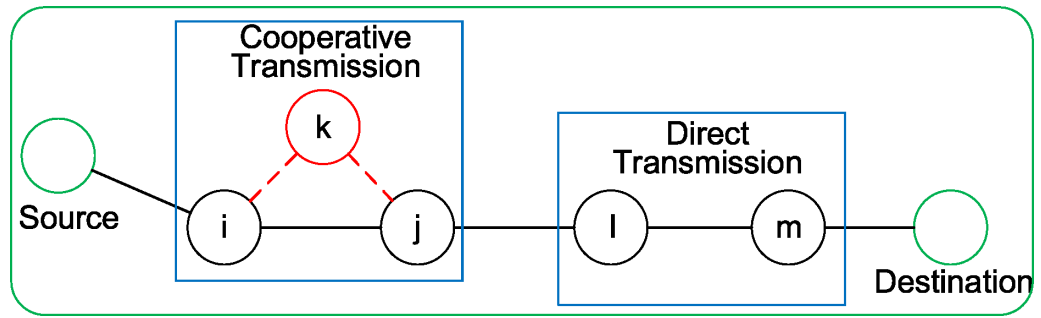 Cooperative
Transmission
k
Direct
Transmission
Source
i
j
l
m
Destination